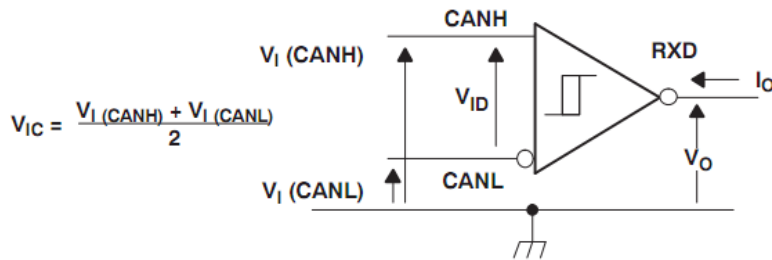 CANH
RXD
V_I (CANH)
I_O
V_ID
V_IC = (V_I (CANH) + V_I (CANL)) / 2
V_O
CANL
V_I (CANL)